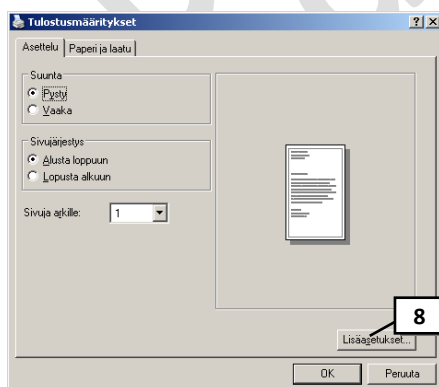 Tulostusmääritykset
Asettelu
Paperi ja laatu
Suunta
Pysty
Vaaka
Sivujärjestys
Alusta loppuun
Lopusta alkuun
Sivuja arkille:
1
8
Lisäasetukset...
OK
Peruuta